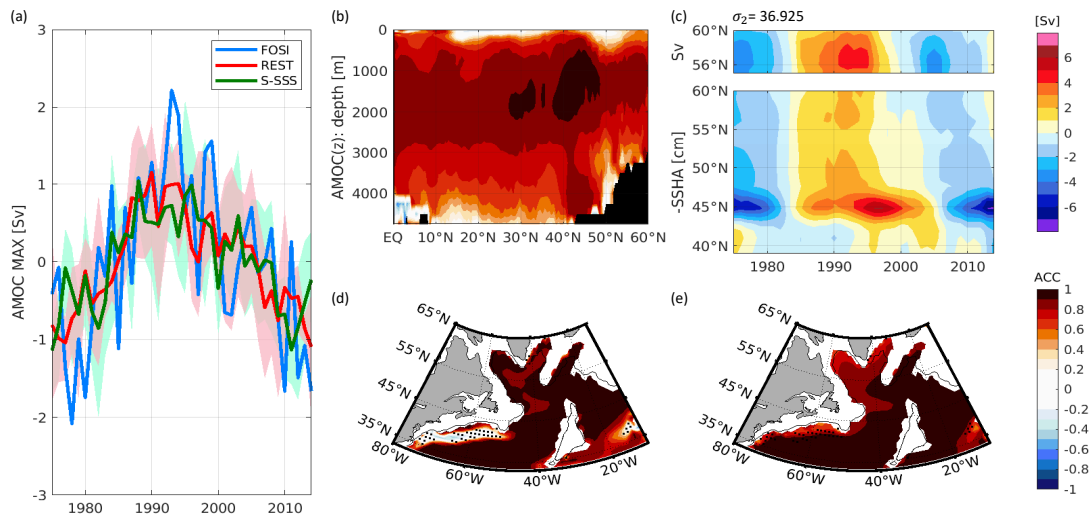 (a)
3
2
1
0
-1
-2
-3
AMOC MAX [Sv]
FOSI
REST
S-SSS
1980
1990
2000
2010
(b)
0
1000
2000
3000
4000
AMOC(z): depth [m]
EQ
10°N
20°N
30°N
40°N
50°N
60°N
(c)
σ2= 36.925
60°N
56°N
Sv
60°N
55°N
50°N
45°N
40°N
-SSHA [cm]
1980
1990
2000
2010
[Sv]
6
4
2
0
-2
-4
-6
(d)
65°N
55°N
45°N
35°N
80°W
60°W
40°W
20°W
(e)
65°N
55°N
45°N
35°N
80°W
60°W
40°W
20°W
ACC
1
0.8
0.6
0.4
0.2
0
-0.2
-0.4
-0.6
-0.8
-1